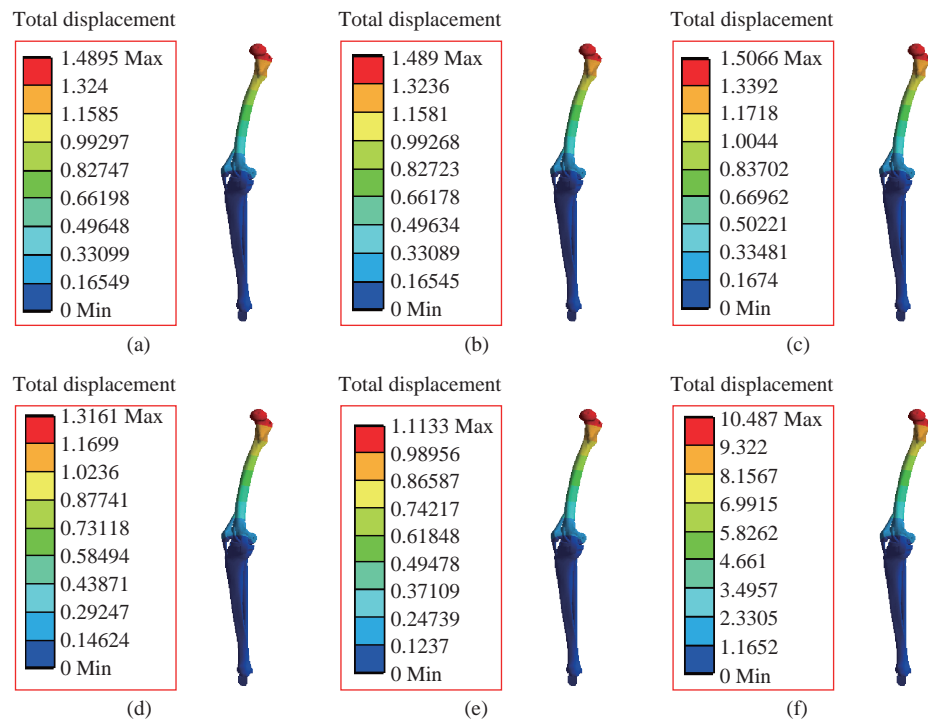 Total displacement
1.4895 Max
1.324
1.1585
0.99297
0.82747
0.66198
0.49648
0.33099
0.16549
0 Min
(a)
Total displacement
1.489 Max
1.3236
1.1581
0.99268
0.82723
0.66178
0.49634
0.33089
0.16545
0 Min
(b)
Total displacement
1.5066 Max
1.3392
1.1718
1.0044
0.83702
0.66962
0.50221
0.33481
0.1674
0 Min
(c)
Total displacement
1.3161 Max
1.1699
1.0236
0.87741
0.73118
0.58494
0.43871
0.29247
0.14624
0 Min
(d)
Total displacement
1.1133 Max
0.98956
0.86587
0.74217
0.61848
0.49478
0.37109
0.24739
0.1237
0 Min
(e)
Total displacement
10.487 Max
9.322
8.1567
6.9915
5.8262
4.661
3.4957
2.3305
1.1652
0 Min
(f)